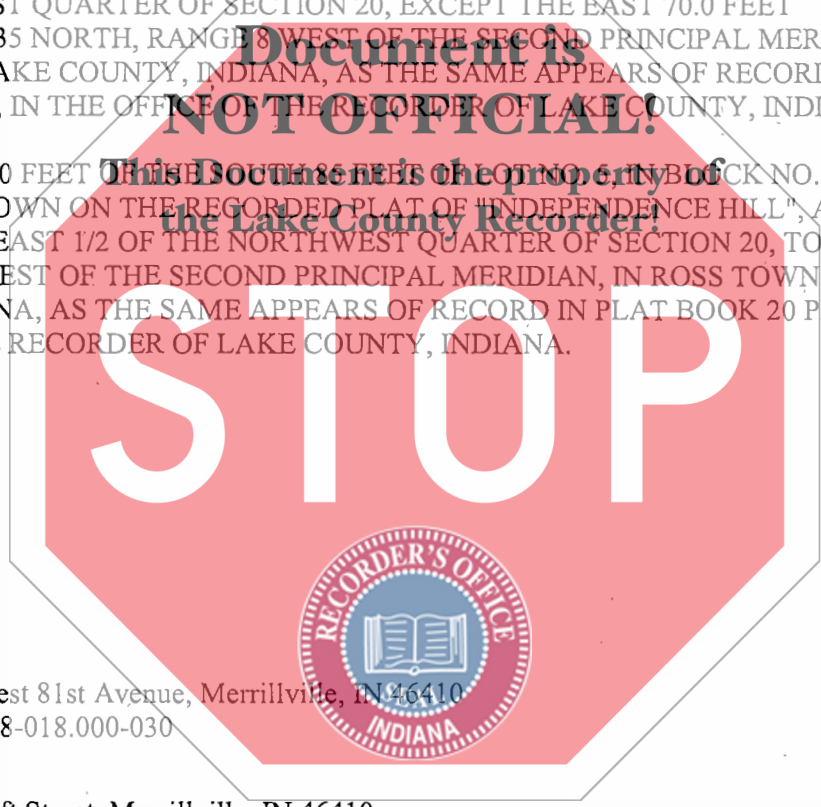 ST QUARTER OF SECTION 20, EXCEPT THE EAST 70.0 FEET
35 NORTH, RANGE 8 WEST OF THE SECOND PRINCIPAL MER
AKE COUNTY, INDIANA, AS THE SAME APPEARS OF RECORD
, IN THE OFFICE OF THE RECORDER OF LAKE COUNTY, INDI
Document is
NOT OFFICIAL!
This Document is the property of
the Lake County Recorder!
0 FEET OF THE SOUTH 85 FEET OF LOT NO. 5, IN BLOCK NO.
OWN ON THE RECORDED PLAT OF "INDEPENDENCE HILL", A
EAST 1/2 OF THE NORTHWEST QUARTER OF SECTION 20, TO
EST OF THE SECOND PRINCIPAL MERIDIAN, IN ROSS TOWN
NA, AS THE SAME APPEARS OF RECORD IN PLAT BOOK 20 P
RECORDER OF LAKE COUNTY, INDIANA.
STOP
RECORDER'S OFFICE
SEAL
INDIANA
est 81st Avenue, Merrillville, IN 46410
8-018.000-030
ft Street, Merrillville, IN 46410